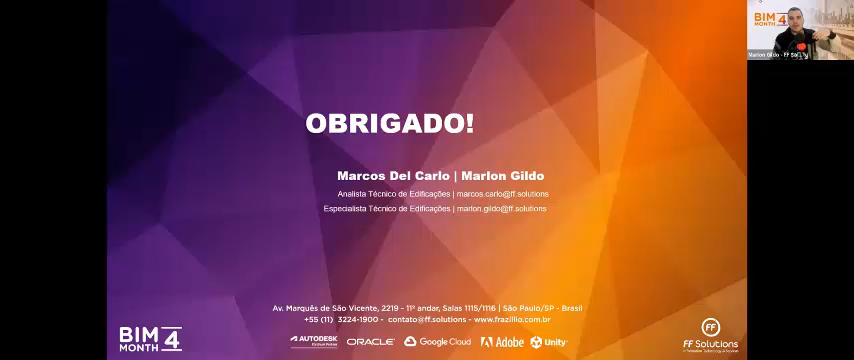 BIM 4
MONTH
Marlon Gildo - FF
OBRIGADO!
Marcos Del Carlo | Marlon Gildo
Analista Técnico de Edificações | marcos.carlo@ff.solutions
Especialista Técnico de Edificações | marlon.gildo@ff.solutions
Av. Marquês de São Vicente, 2219 - 11º andar, Salas 1115/1116 | São Paulo/SP - Brasil
+55 (11) 3224-1900 - contato@ff.solutions - www.frazillio.com.br
BIM 4
MONTH
AUTODESK
ORACLE
Google Cloud
Adobe
Unity
FF
FF Solutions